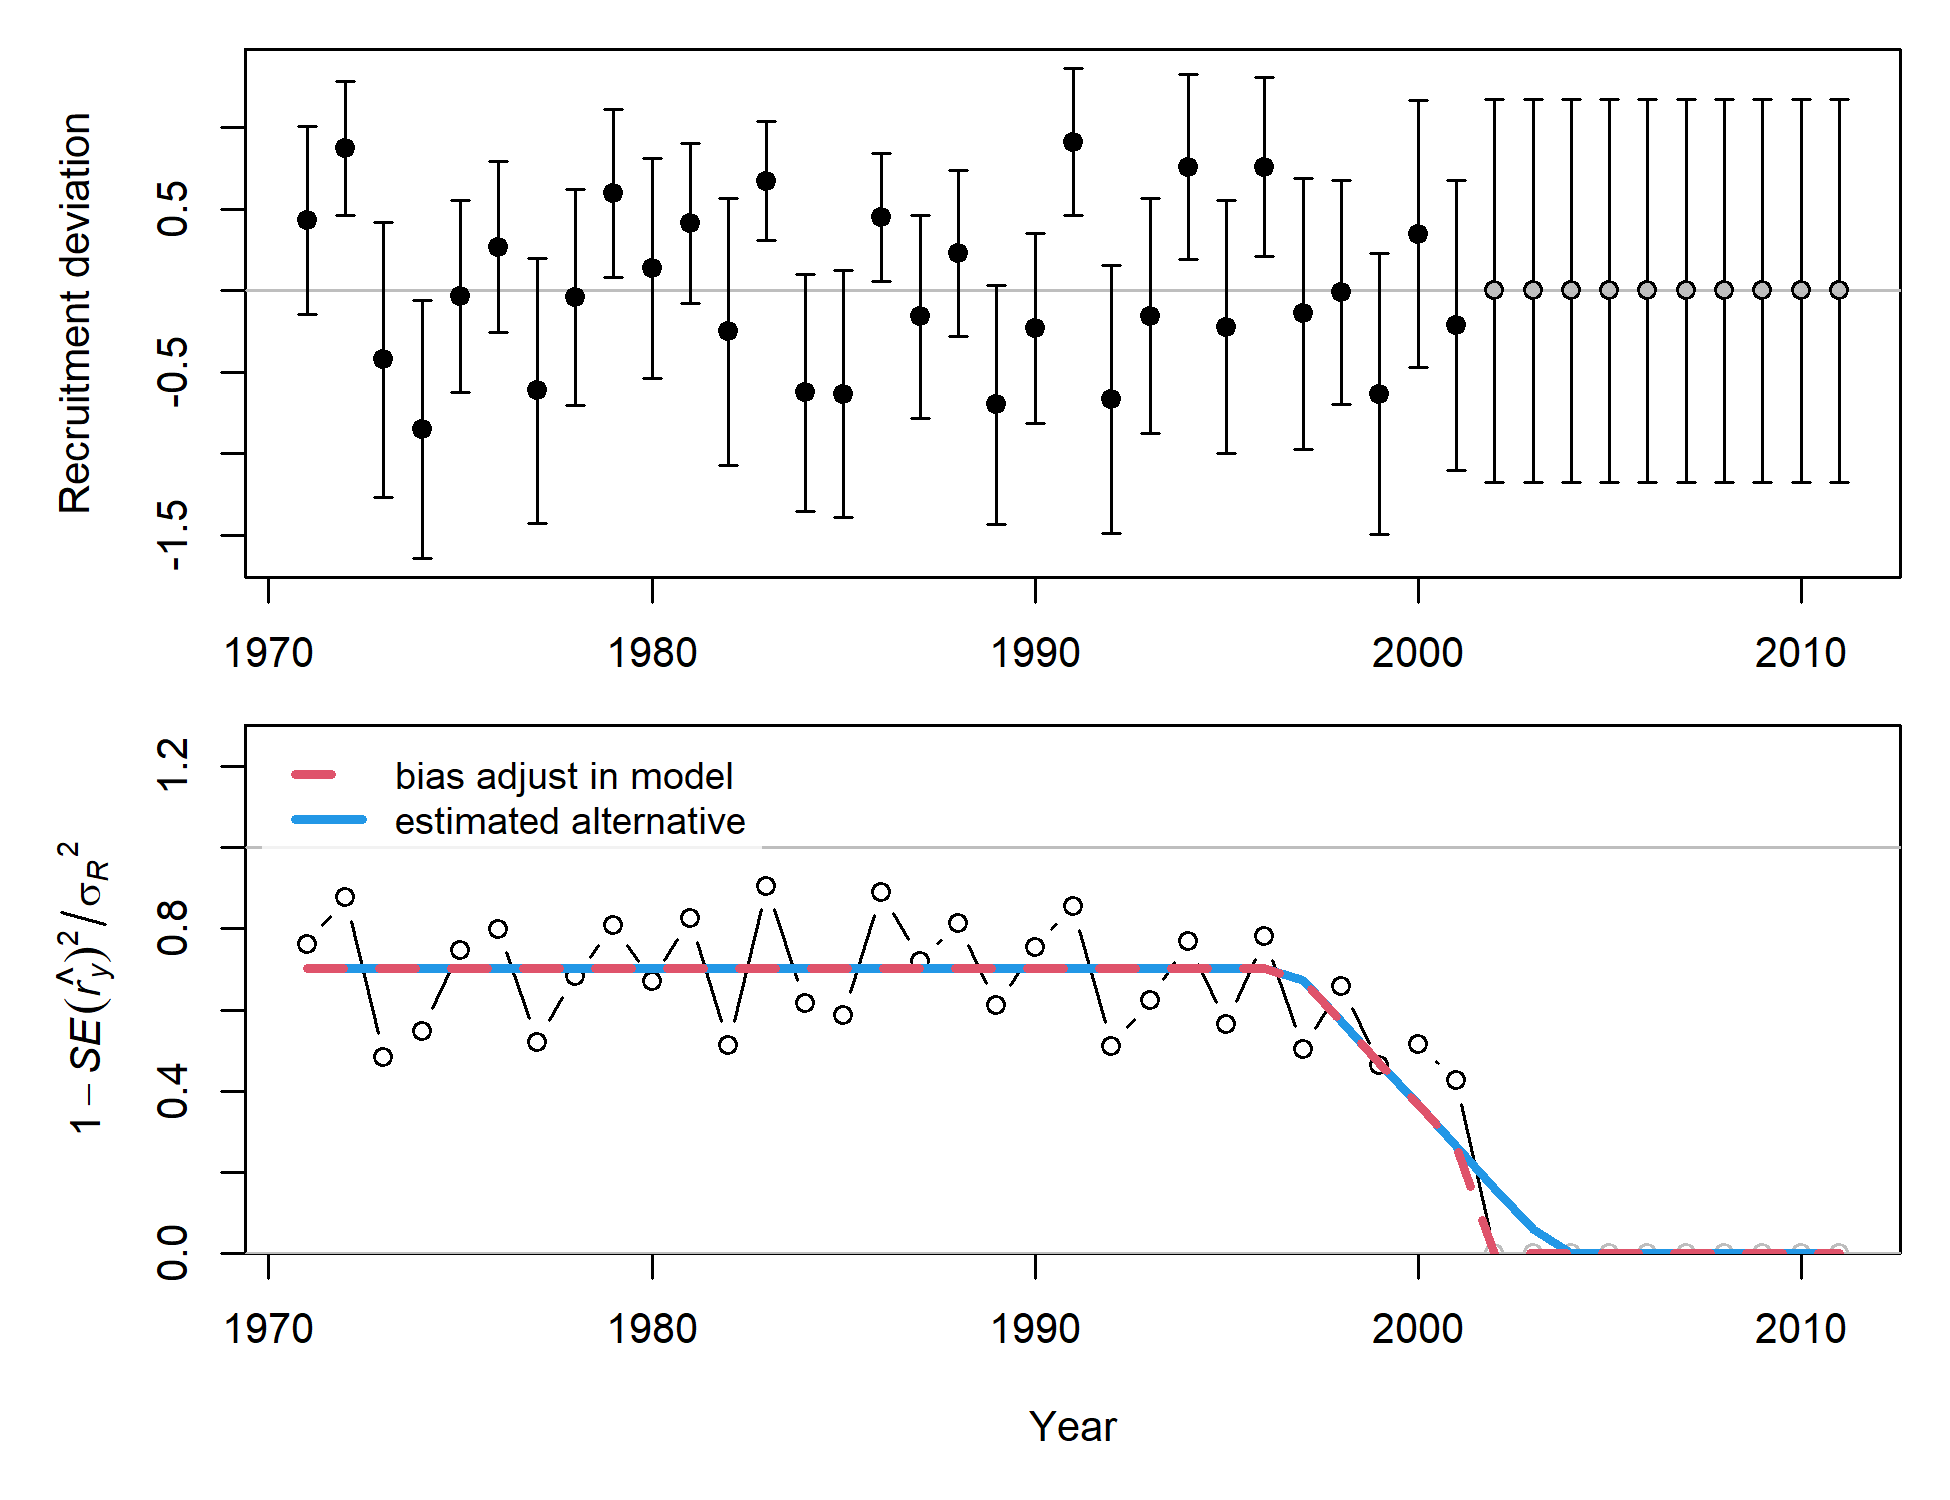 Recruitment deviation
0.5
-0.5
-1.5
1970 1980 1990 2000 2010
bias adjust in model
estimated alternative
1 − SE(r̂y)² / σR²
1.2
0.8
0.4
0.0
1970 1980 1990 2000 2010
Year